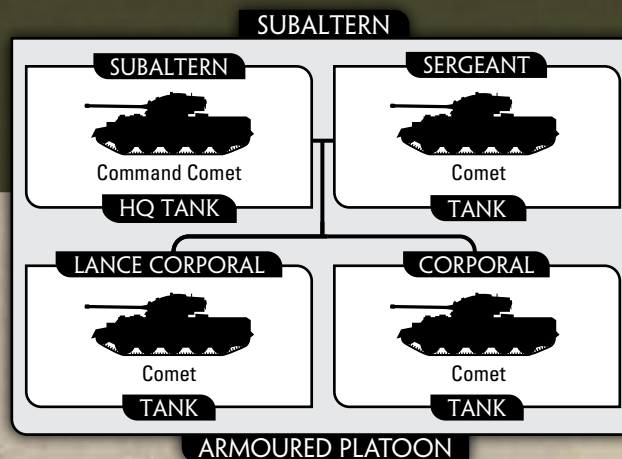 SUBALTERN
SUBALTERN
Command Comet
HQ TANK
SERGEANT
Comet
TANK
LANCE CORPORAL
Comet
TANK
CORPORAL
Comet
TANK
ARMOURED PLATOON